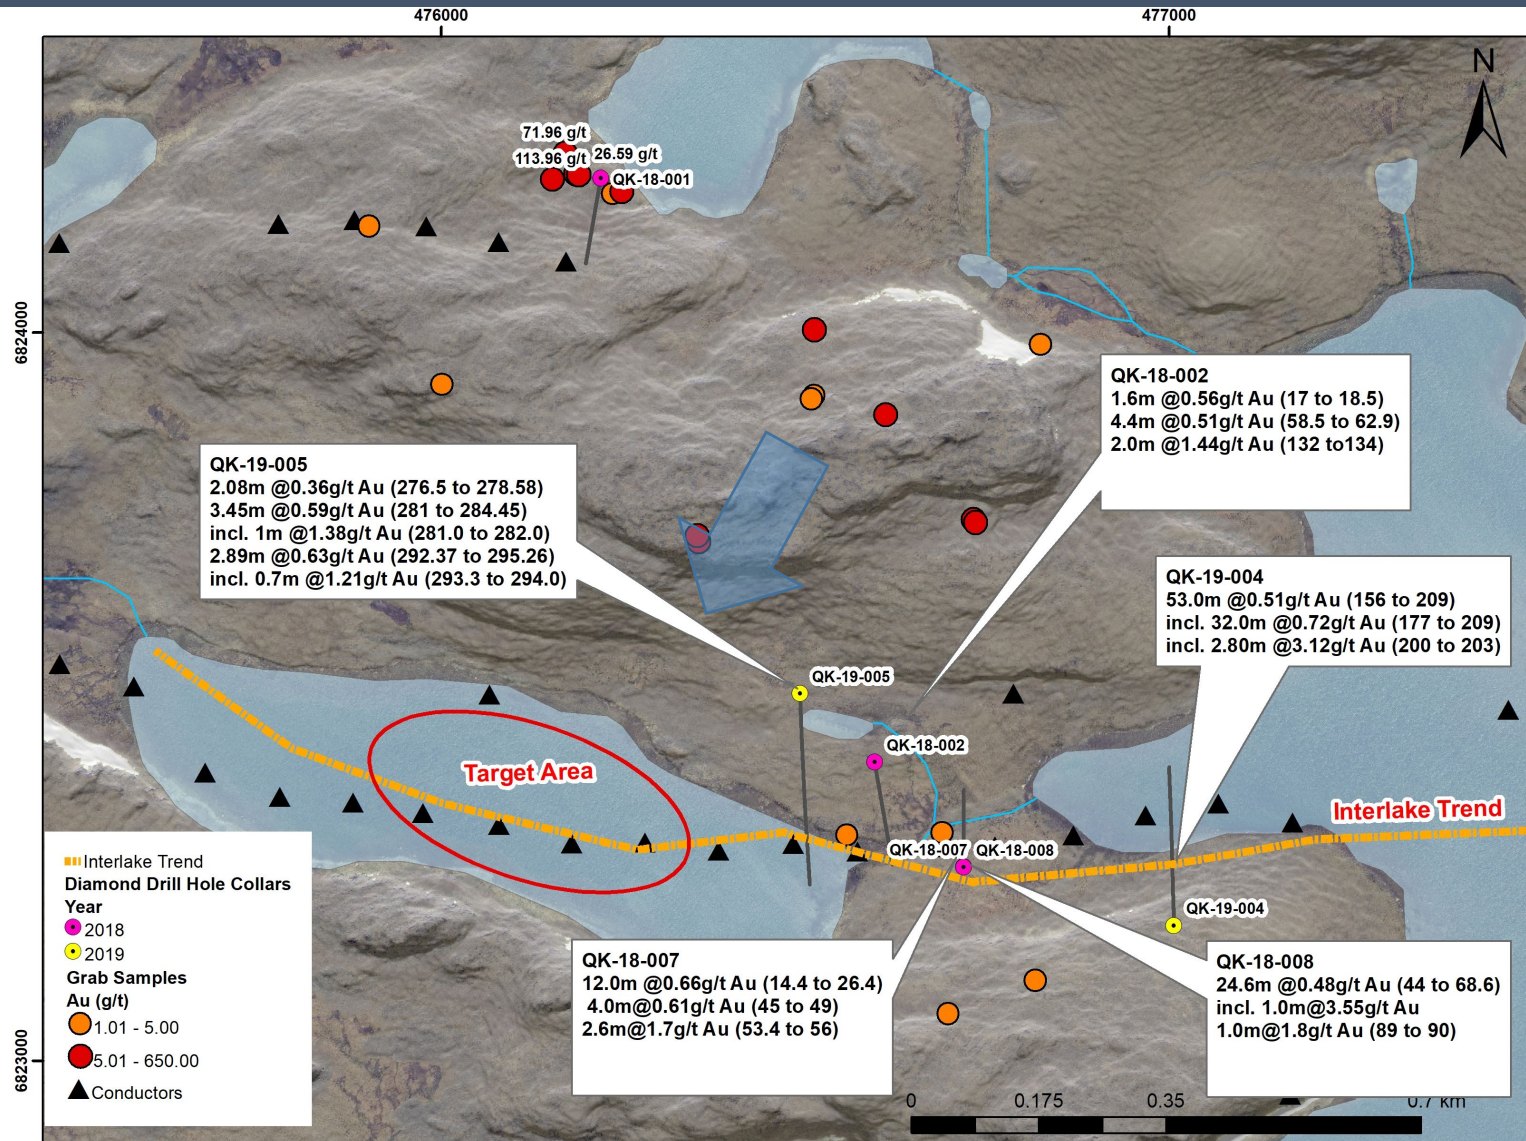 476000
477000
N
6824000
6823000
71.96 g/t
113.96 g/t
26.59 g/t
QK-18-001
QK-18-002
1.6m @0.56g/t Au (17 to 18.5)
4.4m @0.51g/t Au (58.5 to 62.9)
2.0m @1.44g/t Au (132 to134)
QK-19-005
2.08m @0.36g/t Au (276.5 to 278.58)
3.45m @0.59g/t Au (281 to 284.45)
incl. 1m @1.38g/t Au (281.0 to 282.0)
2.89m @0.63g/t Au (292.37 to 295.26)
incl. 0.7m @1.21g/t Au (293.3 to 294.0)
QK-19-004
53.0m @0.51g/t Au (156 to 209)
incl. 32.0m @0.72g/t Au (177 to 209)
incl. 2.80m @3.12g/t Au (200 to 203)
QK-19-005
QK-18-002
Target Area
Interlake Trend
QK-18-007
QK-18-008
QK-19-004
Interlake Trend
Diamond Drill Hole Collars
Year
2018
2019
Grab Samples
Au (g/t)
1.01 - 5.00
5.01 - 650.00
Conductors
QK-18-007
12.0m @0.66g/t Au (14.4 to 26.4)
4.0m@0.61g/t Au (45 to 49)
2.6m@1.7g/t Au (53.4 to 56)
QK-18-008
24.6m @0.48g/t Au (44 to 68.6)
incl. 1.0m@3.55g/t Au
1.0m@1.8g/t Au (89 to 90)
0 0.175 0.35 0.7 km